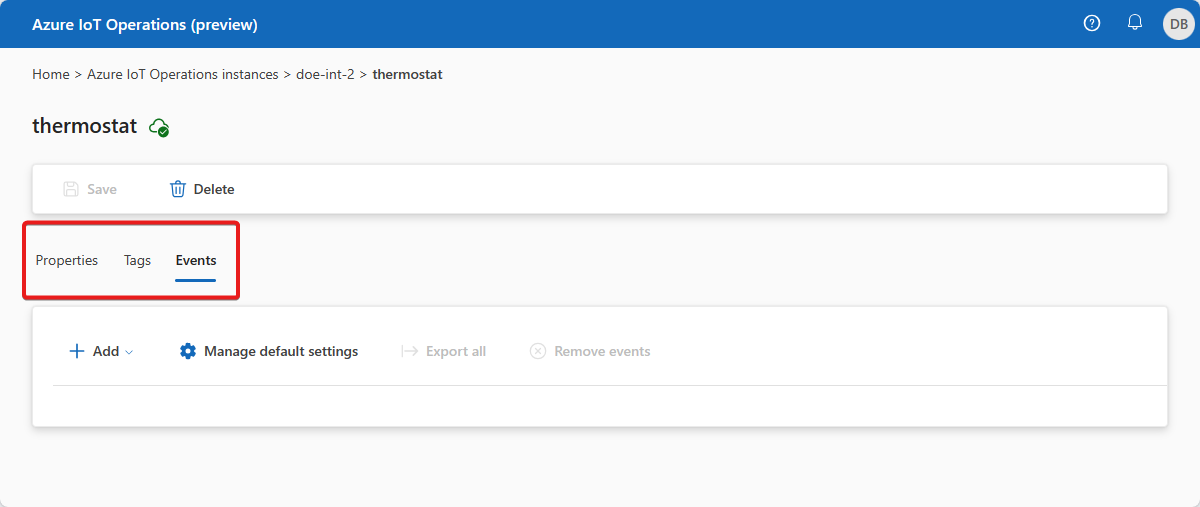 Azure IoT Operations (preview)
DB
Home > Azure IoT Operations instances > doe-int-2 > thermostat
thermostat
Save Delete
Properties Tags Events
Add Manage default settings Export all Remove events